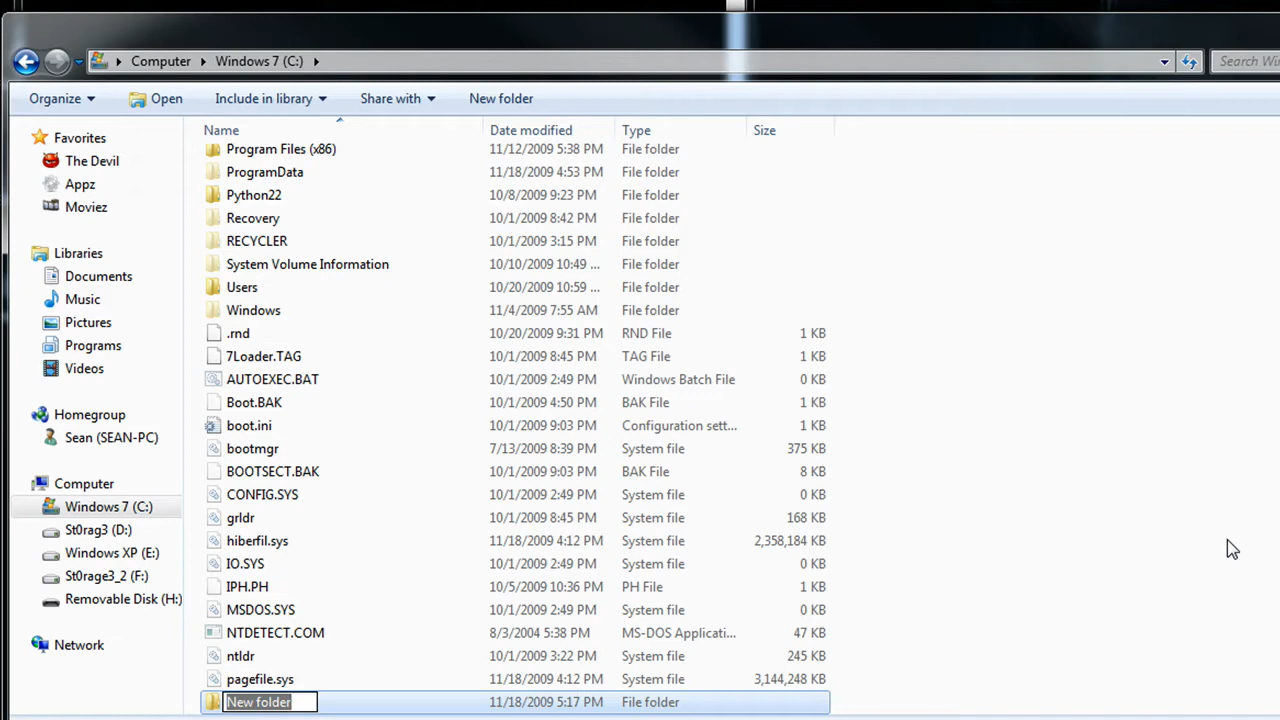 Computer Windows 7 (C:) Search Wi
Organize Open Include in library Share with New folder
Name Date modified Type Size
Favorites
The Devil
Appz
Moviez
Libraries
Documents
Music
Pictures
Programs
Videos
Homegroup
Sean (SEAN-PC)
Computer
Windows 7 (C:)
St0rag3 (D:)
Windows XP (E:)
St0rage3_2 (F:)
Removable Disk (H:)
Network
Program Files (x86) 11/12/2009 5:38 PM File folder
ProgramData 11/18/2009 4:53 PM File folder
Python22 10/8/2009 9:23 PM File folder
Recovery 10/1/2009 8:42 PM File folder
RECYCLER 10/1/2009 3:15 PM File folder
System Volume Information 10/10/2009 10:49 ... File folder
Users 10/20/2009 10:59 ... File folder
Windows 11/4/2009 7:55 AM File folder
.rnd 10/20/2009 9:31 PM RND File 1 KB
7Loader.TAG 10/1/2009 8:45 PM TAG File 1 KB
AUTOEXEC.BAT 10/1/2009 2:49 PM Windows Batch File 0 KB
Boot.BAK 10/1/2009 4:50 PM BAK File 1 KB
boot.ini 10/1/2009 9:03 PM Configuration sett... 1 KB
bootmgr 7/13/2009 8:39 PM System file 375 KB
BOOTSECT.BAK 10/1/2009 9:03 PM BAK File 8 KB
CONFIG.SYS 10/1/2009 2:49 PM System file 0 KB
grldr 10/1/2009 8:45 PM System file 168 KB
hiberfil.sys 11/18/2009 4:12 PM System file 2,358,184 KB
IO.SYS 10/1/2009 2:49 PM System file 0 KB
IPH.PH 10/5/2009 10:36 PM PH File 1 KB
MSDOS.SYS 10/1/2009 2:49 PM System file 0 KB
NTDETECT.COM 8/3/2004 5:38 PM MS-DOS Applicati... 47 KB
ntldr 10/1/2009 3:22 PM System file 245 KB
pagefile.sys 11/18/2009 4:12 PM System file 3,144,248 KB
New folder 11/18/2009 5:17 PM File folder